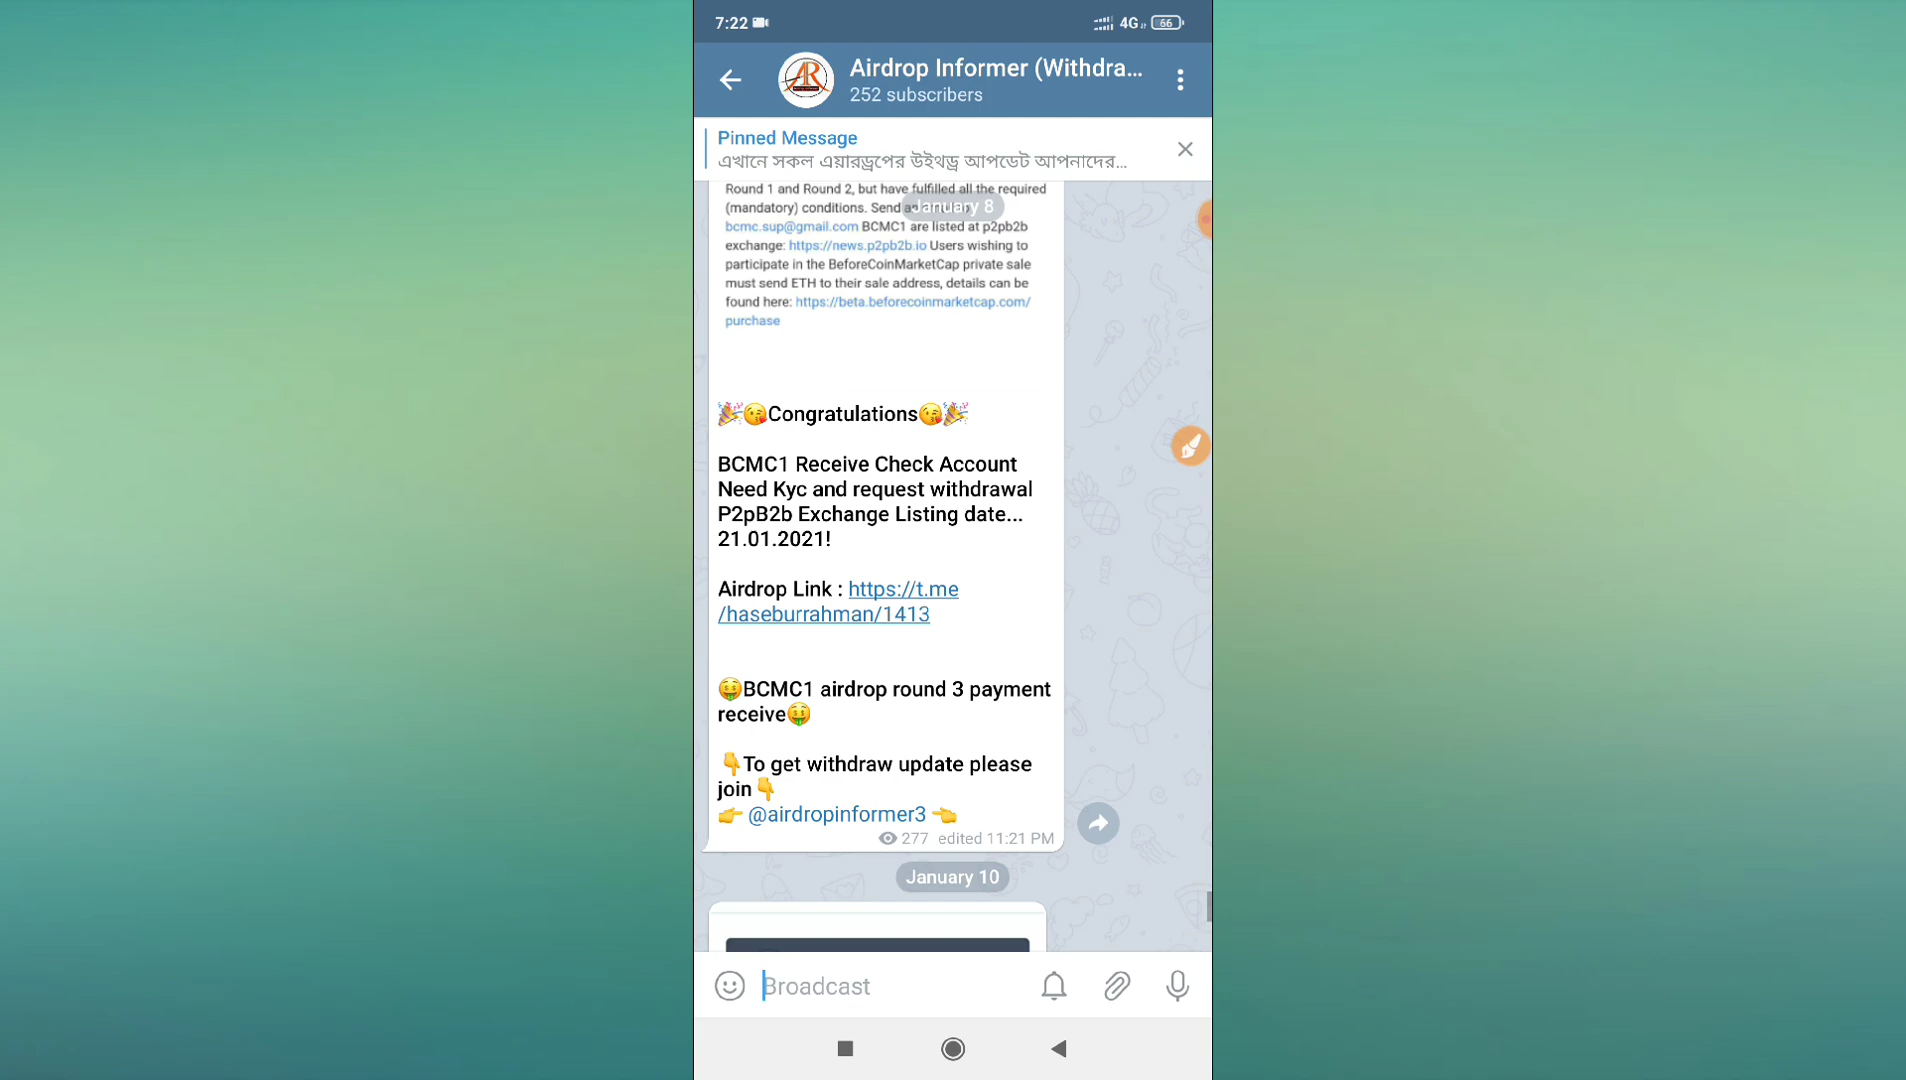 7:22
4G
66
Airdrop Informer (Withdra...
252 subscribers
Pinned Message
এখানে সকল এয়ারড্রপের উইথড্র আপডেট আপনাদের...
Round 1 and Round 2, but have fulfilled all the required
(mandatory) conditions. Send
January 8
bcmc.sup@gmail.com BCMC1 are listed at p2pb2b
exchange: https://news.p2pb2b.io Users wishing to
participate in the BeforeCoinMarketCap private sale
must send ETH to their sale address, details can be
found here: https://beta.beforecoinmarketcap.com/
purchase
🎉😘Congratulations😘🎉
BCMC1 Receive Check Account
Need Kyc and request withdrawal
P2pB2b Exchange Listing date...
21.01.2021!
Airdrop Link : https://t.me
/haseburrahman/1413
🤑BCMC1 airdrop round 3 payment
receive🤑
👇To get withdraw update please
join👇
👉 @airdropinformer3 👈
277 edited 11:21 PM
January 10
Broadcast